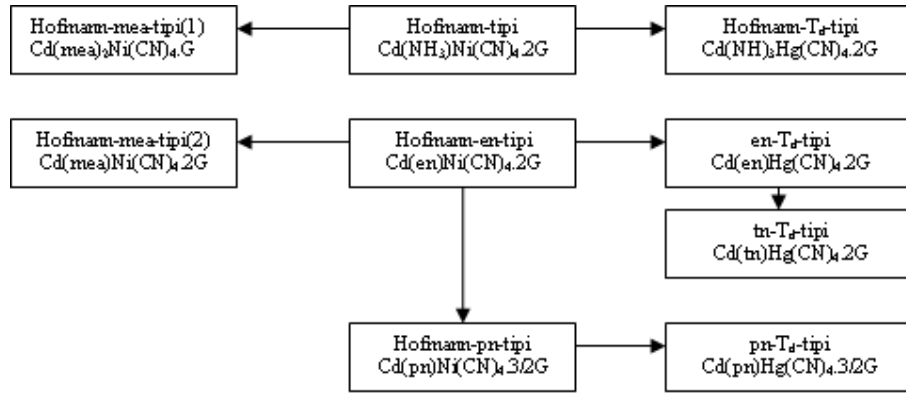 Hofmann-mea-tipi(1)
Cd(mea)₂Ni(CN)₄.G
Hofmann-tipi
Cd(NH₃)Ni(CN)₄.2G
Hofmann-T_d-tipi
Cd(NH)₃Hg(CN)₄.2G
Hofmann-mea-tipi(2)
Cd(mea)Ni(CN)₄.2G
Hofmann-en-tipi
Cd(en)Ni(CN)₄.2G
en-T_d-tipi
Cd(en)Hg(CN)₄.2G
tn-T_d-tipi
Cd(tn)Hg(CN)₄.2G
Hofmann-pn-tipi
Cd(pn)Ni(CN)₄.3/2G
pn-T_d-tipi
Cd(pn)Hg(CN)₄.3/2G